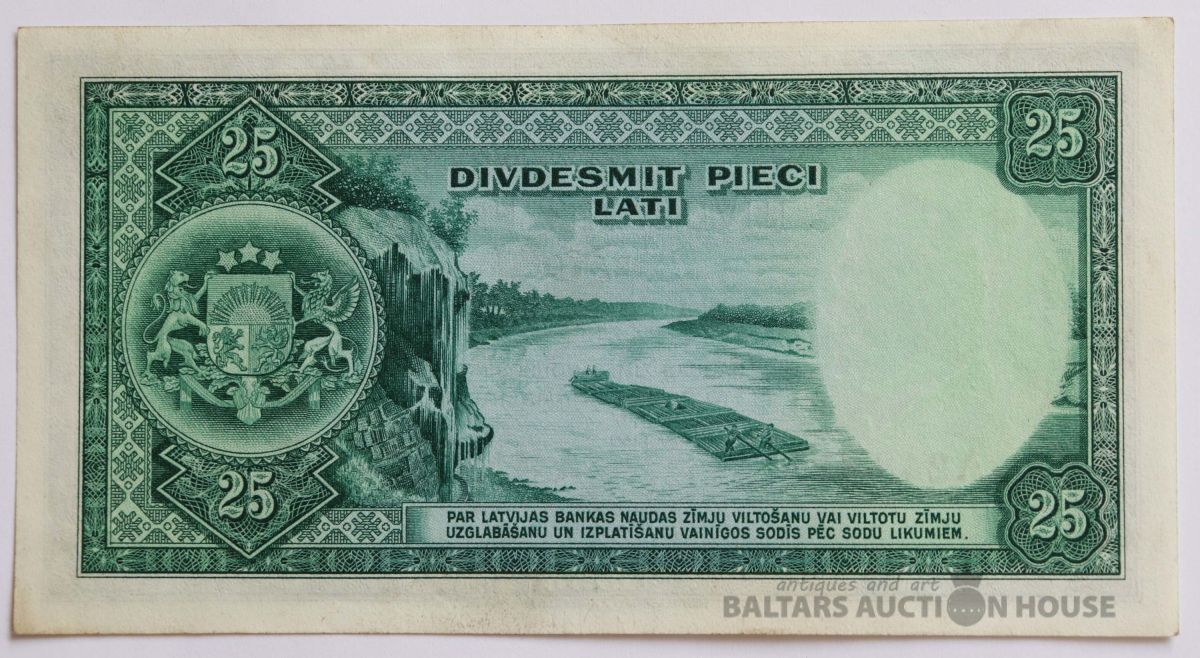 25
25
DIVDESMIT PIECI
LATI
25
25
PAR LATVIJAS BANKAS NAUDAS ZĪMJU VILTOŠANU VAI VILTOTU ZĪMJU
UZGLABĀŠANU UN IZPLATĪŠANU VAINĪGOS SODĪS PĒC SODU LIKUMIEM.
antiques and art
BALTARS AUCTION HOUSE